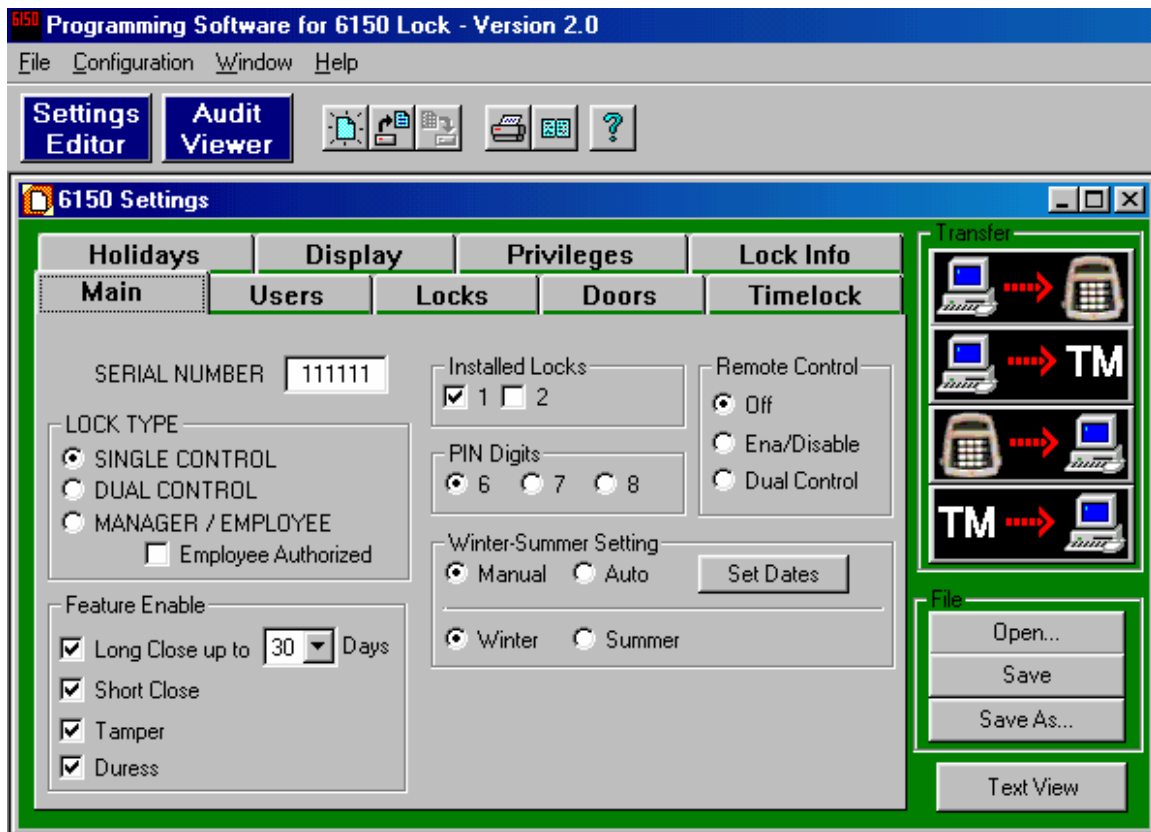 6150 Programming Software for 6150 Lock - Version 2.0
File Configuration Window Help
Settings Editor
Audit Viewer
?
6150 Settings
Holidays Display Privileges Lock Info
Main Users Locks Doors Timelock
SERIAL NUMBER 111111
LOCK TYPE
SINGLE CONTROL
DUAL CONTROL
MANAGER / EMPLOYEE
Employee Authorized
Feature Enable
Long Close up to 30 Days
Short Close
Tamper
Duress
Installed Locks
1 2
PIN Digits
6 7 8
Remote Control
Off
Ena/Disable
Dual Control
Winter-Summer Setting
Manual Auto Set Dates
Winter Summer
Transfer
TM
TM
File
Open...
Save
Save As...
Text View